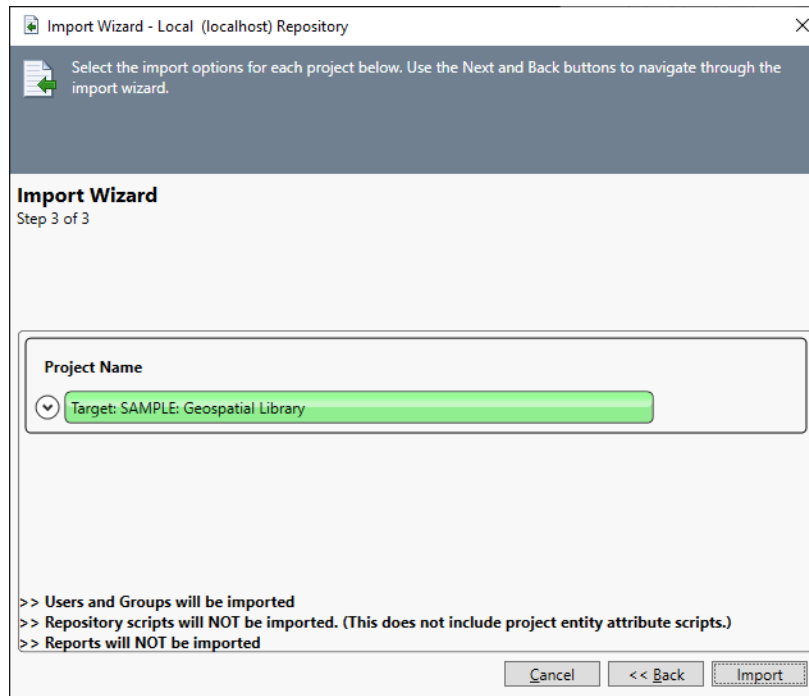 Import Wizard - Local (localhost) Repository
Select the import options for each project below. Use the Next and Back buttons to navigate through the
import wizard.
Import Wizard
Step 3 of 3
Project Name
Target: SAMPLE: Geospatial Library
>> Users and Groups will be imported
>> Repository scripts will NOT be imported. (This does not include project entity attribute scripts.)
>> Reports will NOT be imported
Cancel << Back Import